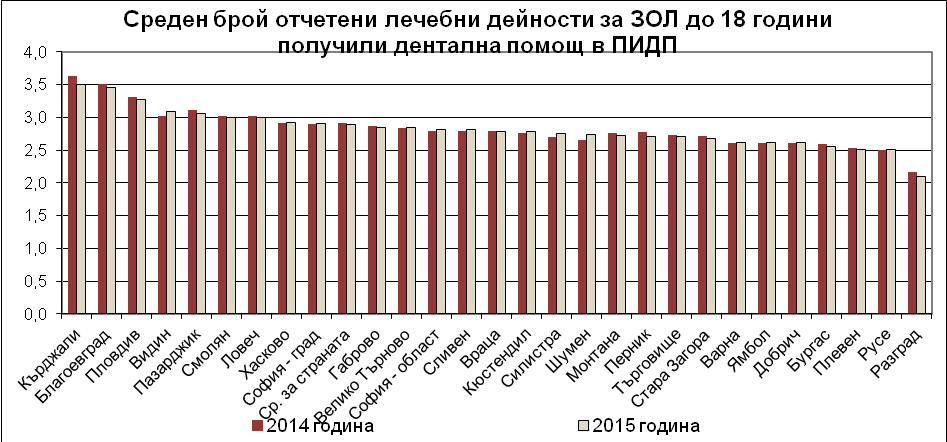 Среден брой отчетени лечебни дейности за ЗОЛ до 18 години
получили дентална помощ в ПИДП
4,0
3,5
3,0
2,5
2,0
1,5
1,0
0,5
0,0
Кърджали
Благоевград
Пловдив
Видин
Пазарджик
Смолян
Ловеч
Хасково
София - град
Ср. за страната
Габрово
Велико Търново
София - област
Сливен
Враца
Кюстендил
Силистра
Шумен
Монтана
Перник
Търговище
Стара Загора
Варна
Ямбол
Добрич
Бургас
Плевен
Русе
Разград
2014 година
2015 година